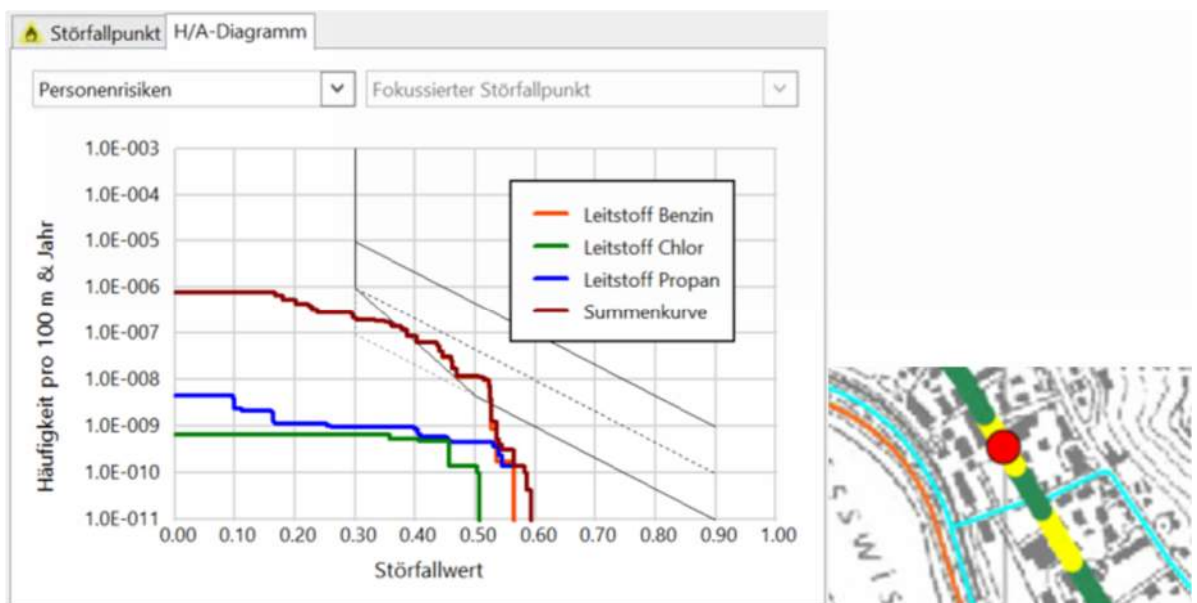 Störfallpunkt H/A-Diagramm
Personenrisiken Fokussierter Störfallpunkt
Häufigkeit pro 100 m & Jahr
1.0E-003
1.0E-004
1.0E-005
1.0E-006
1.0E-007
1.0E-008
1.0E-009
1.0E-010
1.0E-011
Leitstoff Benzin
Leitstoff Chlor
Leitstoff Propan
Summenkurve
0.00 0.10 0.20 0.30 0.40 0.50 0.60 0.70 0.80 0.90 1.00
Störfallwert
sswis